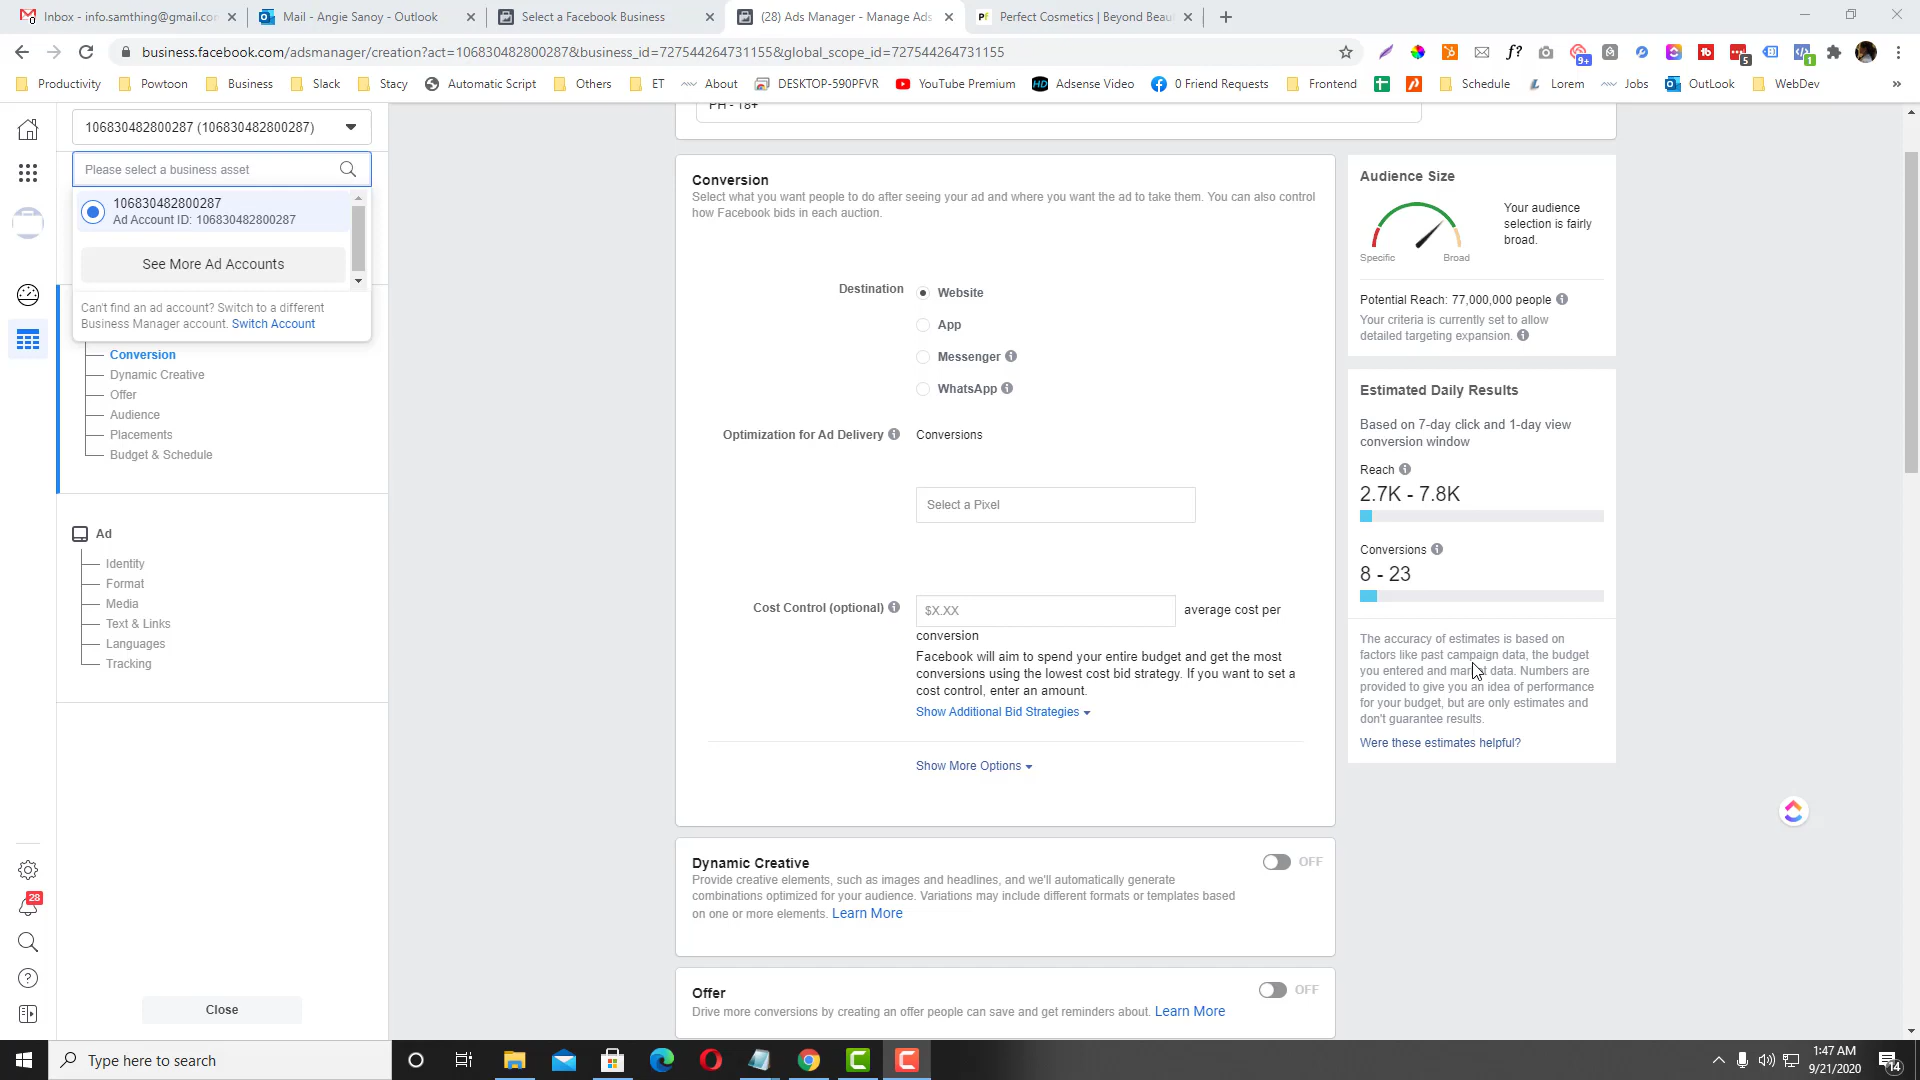 Inbox - info.samthing@gmail.co
Mail - Angie Sanoy - Outlook
Select a Facebook Business
(28) Ads Manager - Manage Ads
Perfect Cosmetics | Beyond Beau
business.facebook.com/adsmanager/creation?act=106830482800287&business_id=727544264731155&global_scope_id=727544264731155
Productivity
Powtoon
Business
Slack
Stacy
Automatic Script
Others
ET
About
DESKTOP-590PFVR
YouTube Premium
Adsense Video
0 Friend Requests
Frontend
Schedule
Lorem
Jobs
OutLook
WebDev
106830482800287 (106830482800287)
Please select a business asset
106830482800287
Ad Account ID: 106830482800287
See More Ad Accounts
Can't find an ad account? Switch to a different
Business Manager account. Switch Account
Conversion
Dynamic Creative
Offer
Audience
Placements
Budget & Schedule
Ad
Identity
Format
Media
Text & Links
Languages
Tracking
Close
28
PH - 18+
Conversion
Select what you want people to do after seeing your ad and where you want the ad to take them. You can also control
how Facebook bids in each auction.
Destination
Website
App
Messenger
WhatsApp
Optimization for Ad Delivery
Conversions
Select a Pixel
Cost Control (optional)
$X.XX
average cost per
conversion
Facebook will aim to spend your entire budget and get the most
conversions using the lowest cost bid strategy. If you want to set a
cost control, enter an amount.
Show Additional Bid Strategies
Show More Options
Dynamic Creative
OFF
Provide creative elements, such as images and headlines, and we'll automatically generate
combinations optimized for your audience. Variations may include different formats or templates based
on one or more elements. Learn More
Offer
OFF
Drive more conversions by creating an offer people can save and get reminders about. Learn More
Audience Size
Your audience
selection is fairly
broad.
Specific
Broad
Potential Reach: 77,000,000 people
Your criteria is currently set to allow
detailed targeting expansion.
Estimated Daily Results
Based on 7-day click and 1-day view
conversion window
Reach
2.7K - 7.8K
Conversions
8 - 23
The accuracy of estimates is based on
factors like past campaign data, the budget
you entered and market data. Numbers are
provided to give you an idea of performance
for your budget, but are only estimates and
don't guarantee results.
Were these estimates helpful?
Type here to search
1:47 AM
9/21/2020
14